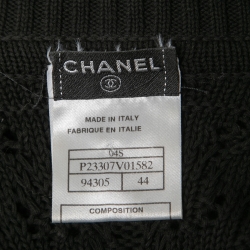 CHANEL
MADE IN ITALY
FABRIQUE EN ITALIE
04S
P23307V01582
94305 44
COMPOSITION